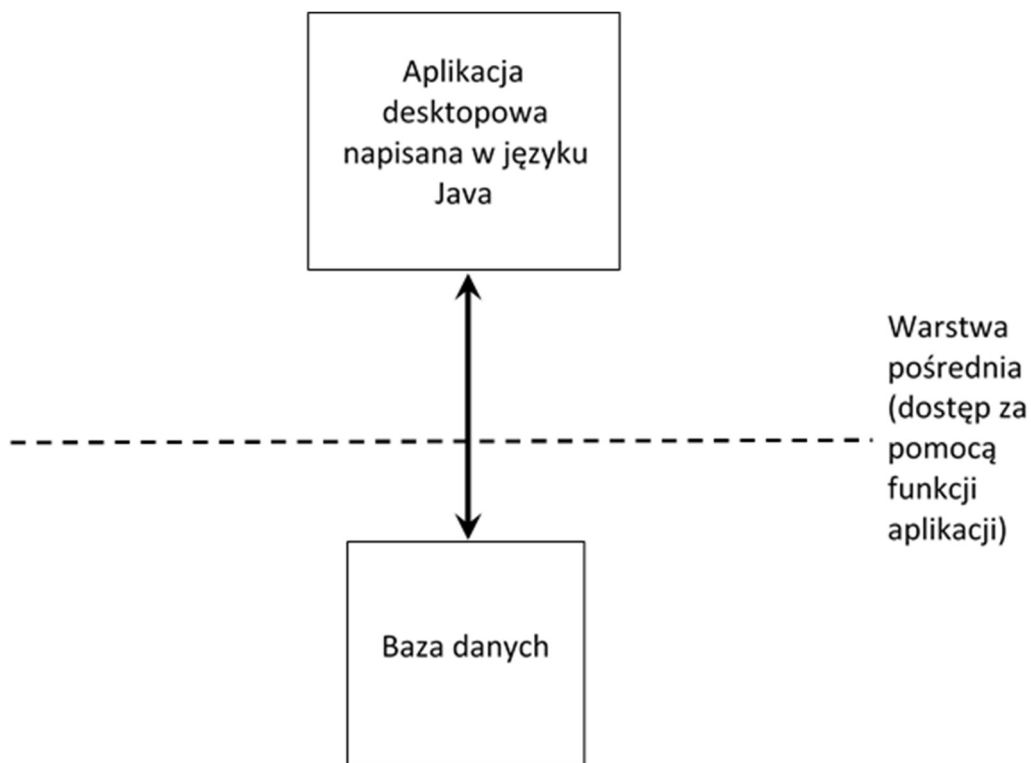 Aplikacja
desktopowa
napisana w języku
Java
Warstwa
pośrednia
(dostęp za
pomocą
funkcji
aplikacji)
Baza danych